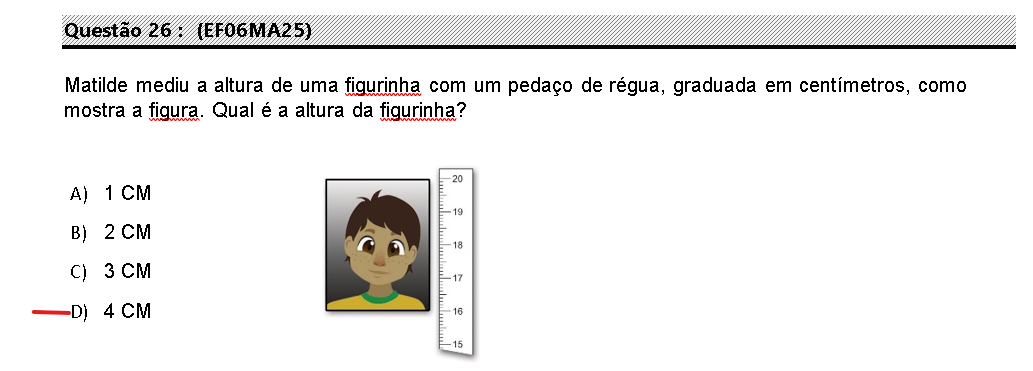 Questão 26 : (EF06MA25)
Matilde mediu a altura de uma figurinha com um pedaço de régua, graduada em centímetros, como
mostra a figura. Qual é a altura da figurinha?
A) 1 CM
B) 2 CM
C) 3 CM
D) 4 CM
20
19
18
17
16
15